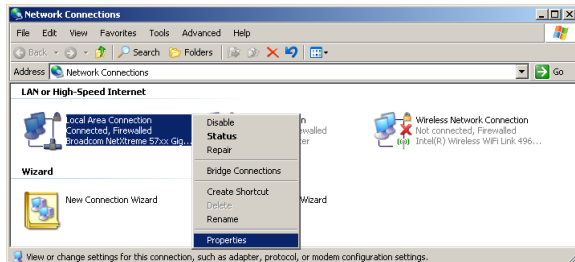 Network Connections
File Edit View Favorites Tools Advanced Help
Back Search Folders
Address Network Connections Go
LAN or High-Speed Internet
Local Area Connection
Connected, Firewalled
Broadcom NetXtreme 57xx Gig...
Wireless Network Connection
Not connected, Firewalled
Intel(R) Wireless WiFi Link 496...
Disable
Status
Repair
Bridge Connections
Create Shortcut
Delete
Rename
Properties
Wizard
New Connection Wizard
Wizard
View or change settings for this connection, such as adapter, protocol, or modem configuration settings.